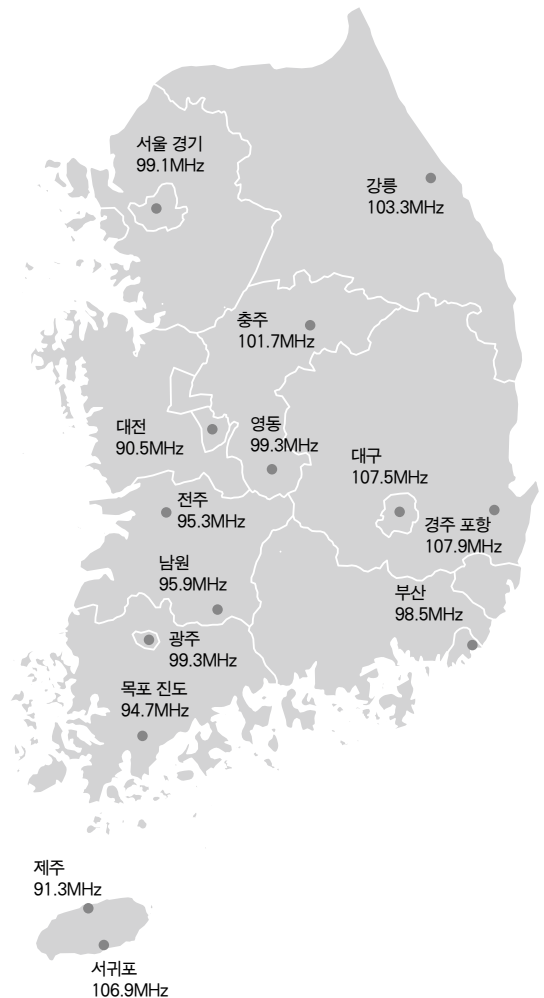 서울 경기
99.1MHz
강릉
103.3MHz
충주
101.7MHz
대전
90.5MHz
영동
99.3MHz
대구
107.5MHz
전주
95.3MHz
경주 포항
107.9MHz
남원
95.9MHz
부산
98.5MHz
광주
99.3MHz
목포 진도
94.7MHz
제주
91.3MHz
서귀포
106.9MHz